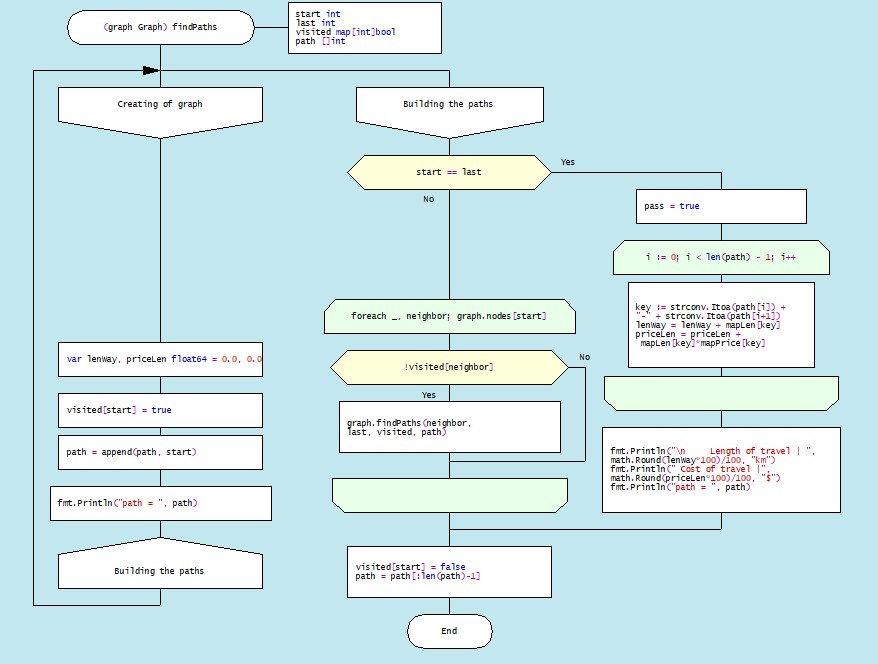 (graph Graph) findPaths
start int
last int
visited map[int]bool
path []int
Creating of graph
var lenWay, priceLen float64 = 0.0, 0.0
visited[start] = true
path = append(path, start)
fmt.Println("path = ", path)
Building the paths
Building the paths
start == last
Yes
No
foreach _, neighbor; graph.nodes[start]
!visited[neighbor]
No
Yes
graph.findPaths(neighbor,
last, visited, path)
pass = true
i := 0; i < len(path) - 1; i++
key := strconv.Itoa(path[i]) +
"-" + strconv.Itoa(path[i+1])
lenWay = lenWay + mapLen[key]
priceLen = priceLen +
mapLen[key]*mapPrice[key]
fmt.Println("\n     Length of travel | ",
math.Round(lenWay*100)/100, "km")
fmt.Println(" Cost of travel |",
math.Round(priceLen*100)/100, "$")
fmt.Println("path = ", path)
visited[start] = false
path = path[:len(path)-1]
End